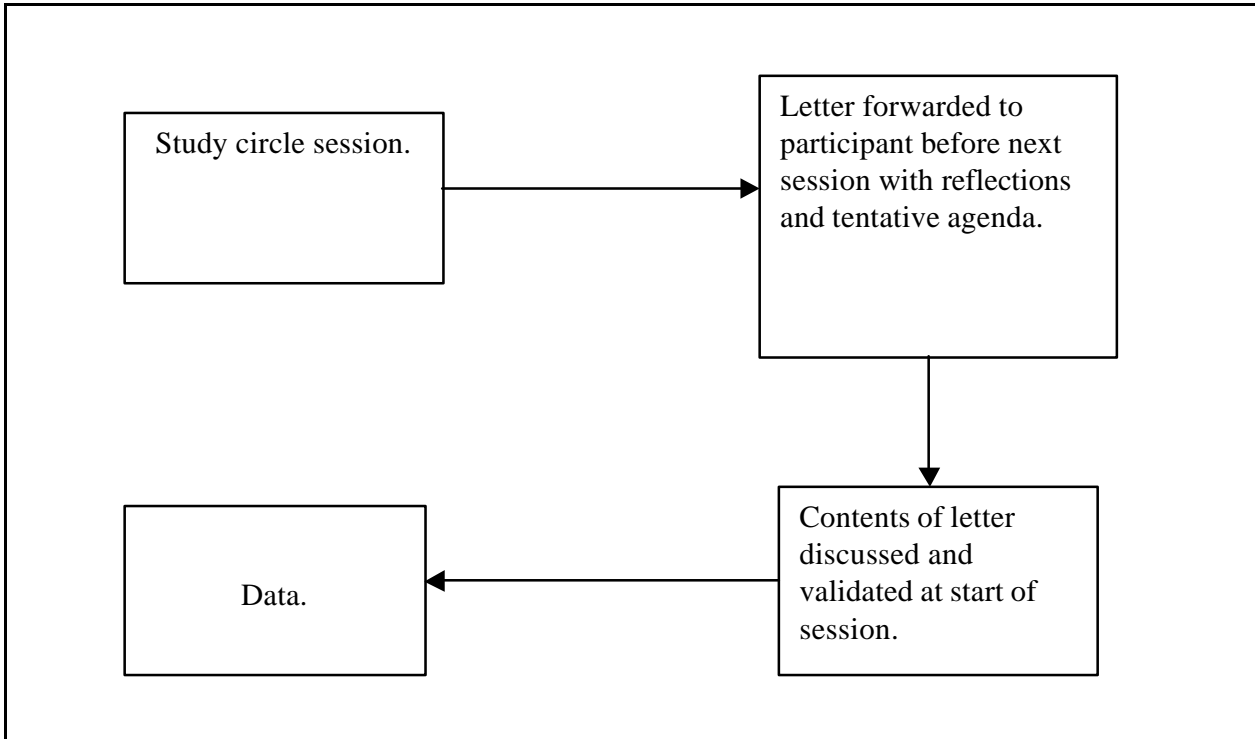 Study circle session.
Letter forwarded to
participant before next
session with reflections
and tentative agenda.
Contents of letter
discussed and
validated at start of
session.
Data.